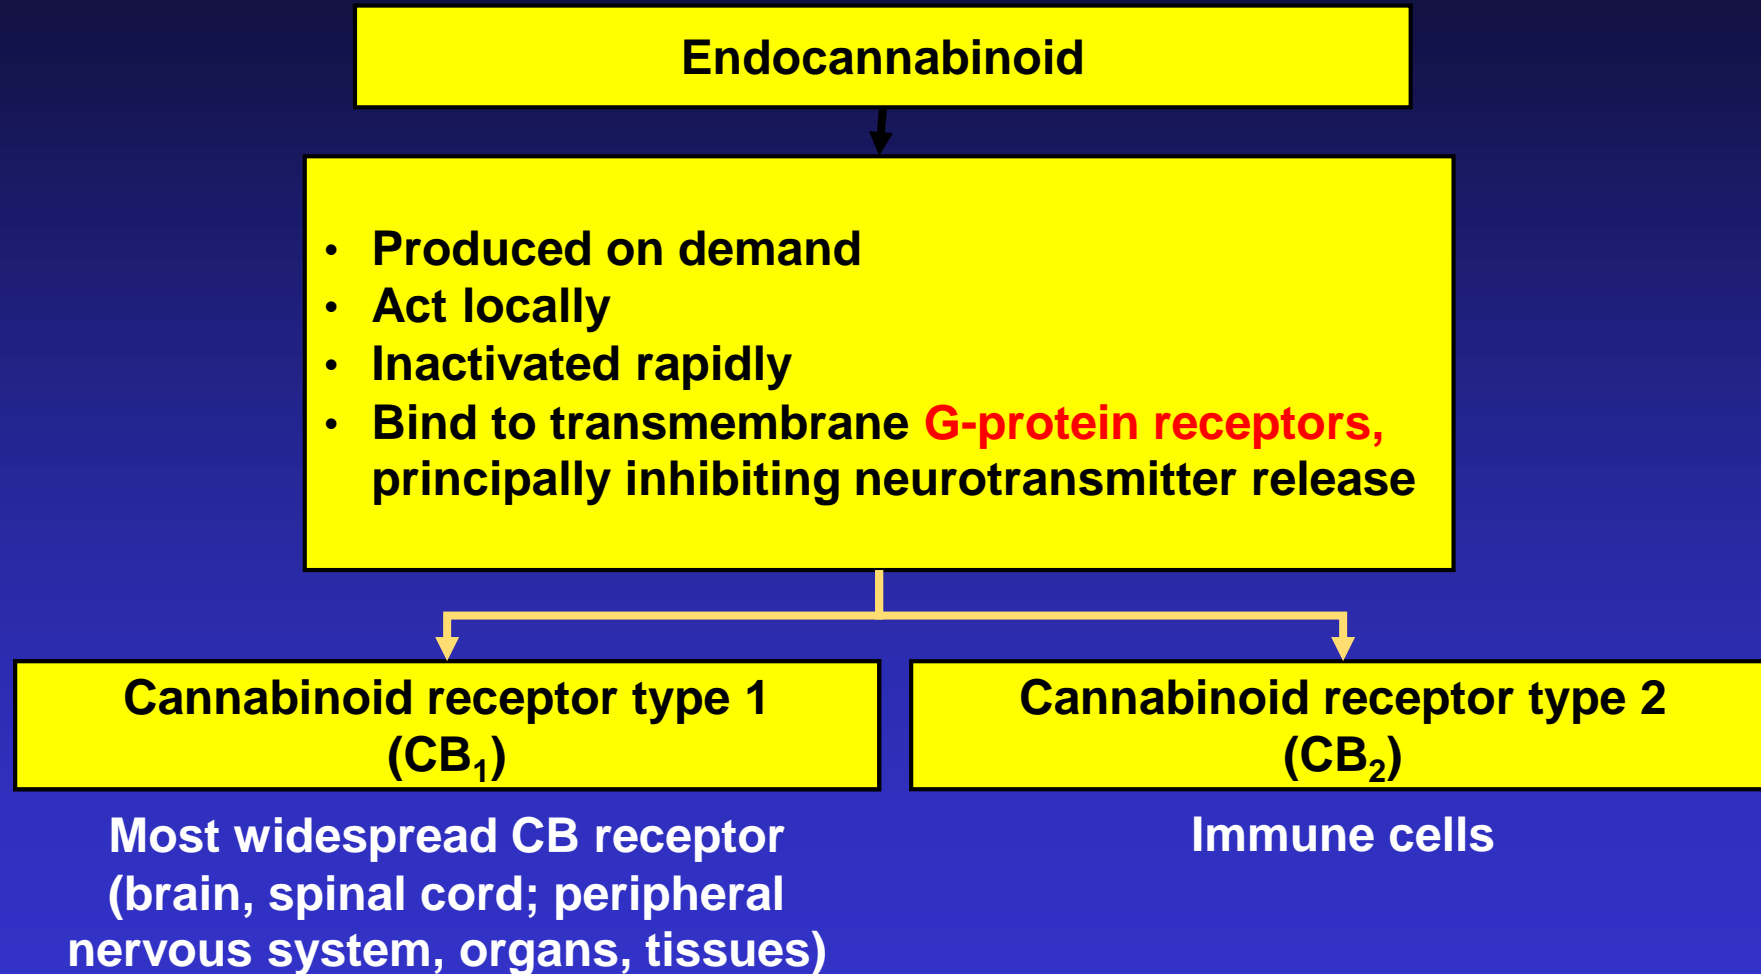 Endocannabinoid
• Produced on demand
• Act locally
• Inactivated rapidly
• Bind to transmembrane G-protein receptors,
principally inhibiting neurotransmitter release
Cannabinoid receptor type 1
(CB₁)
Most widespread CB receptor
(brain, spinal cord; peripheral
nervous system, organs, tissues)
Cannabinoid receptor type 2
(CB₂)
Immune cells